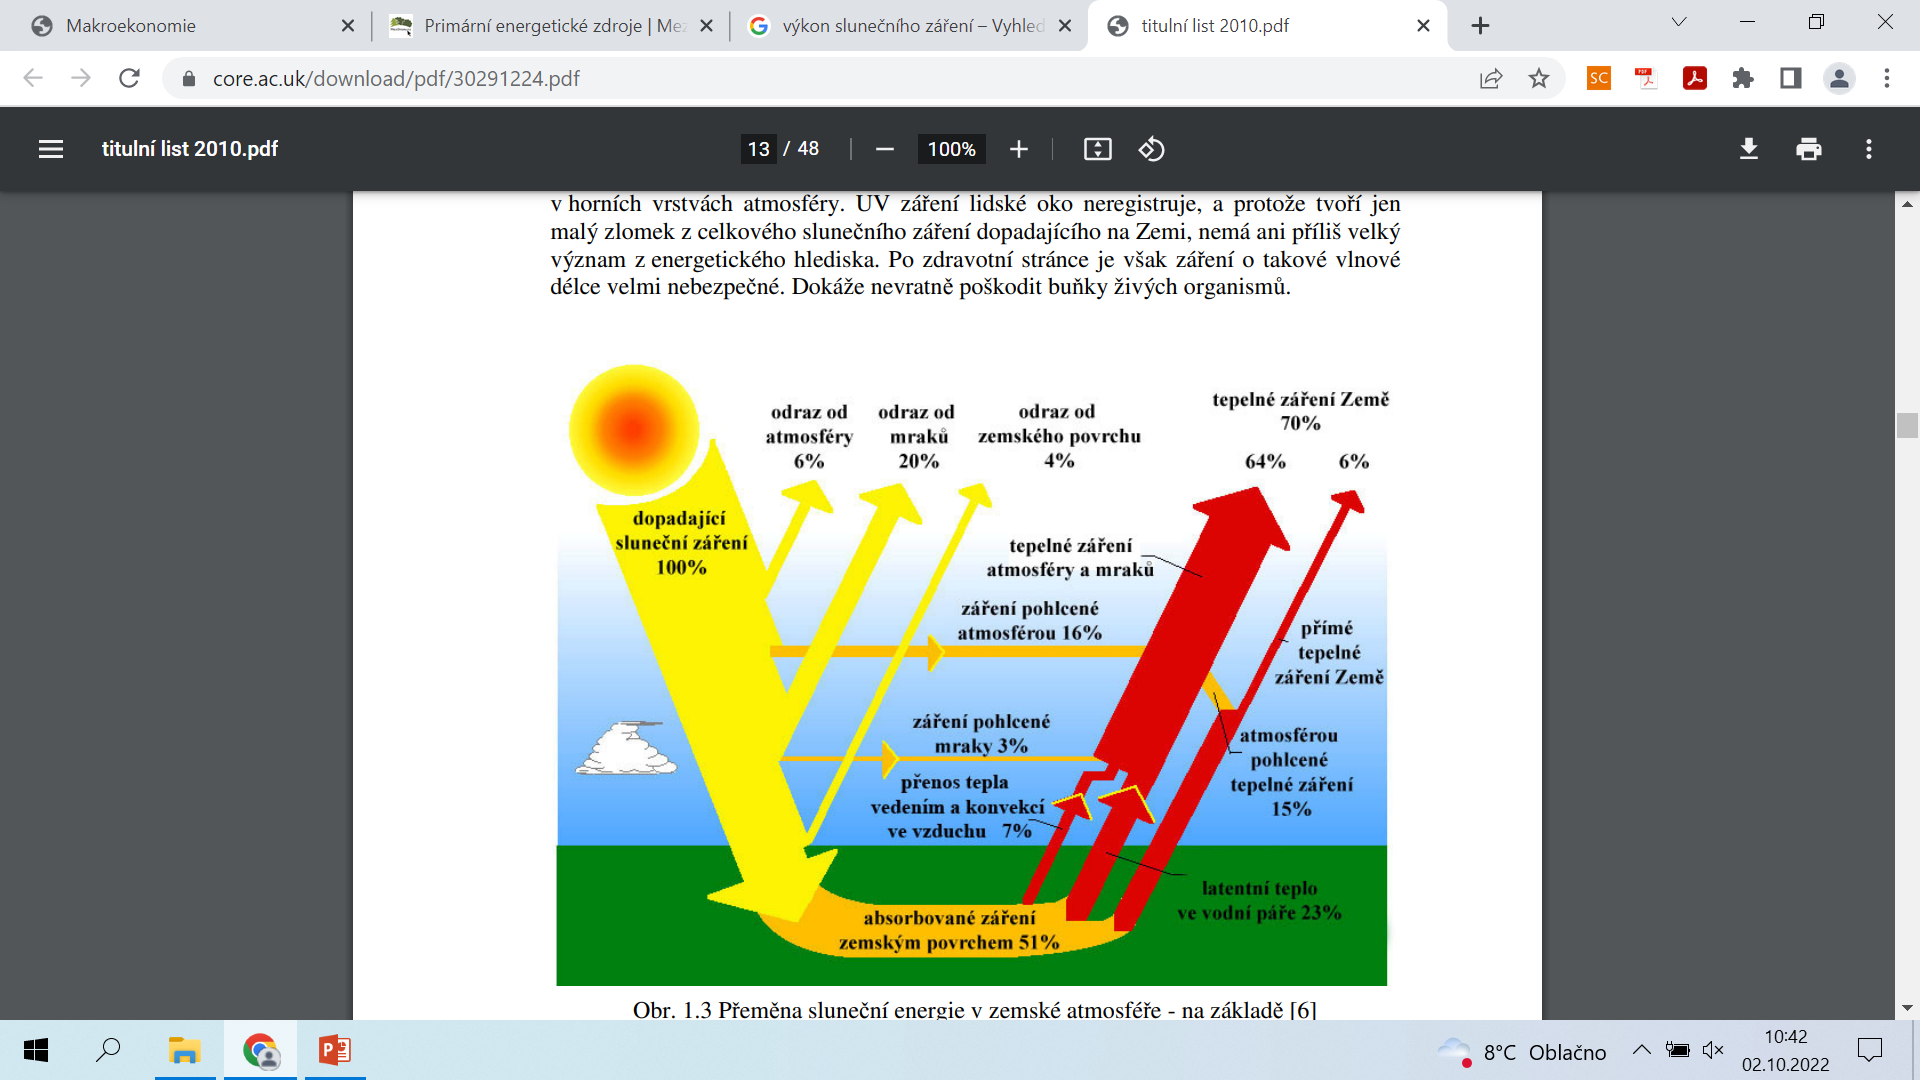 Makroekonomie
Primární energetické zdroje | Mez
výkon slunečního záření – Vyhled
titulní list 2010.pdf
core.ac.uk/download/pdf/30291224.pdf
SC
titulní list 2010.pdf
13 / 48
100%
v horních vrstvách atmosféry. UV záření lidské oko neregistruje, a protože tvoří jen
malý zlomek z celkového slunečního záření dopadajícího na Zemi, nemá ani příliš velký
význam z energetického hlediska. Po zdravotní stránce je však záření o takové vlnové
délce velmi nebezpečné. Dokáže nevratně poškodit buňky živých organismů.
odraz od
atmosféry
6%
odraz od
mraků
20%
odraz od
zemského povrchu
4%
tepelné záření Země
70%
64%
6%
dopadající
sluneční záření
100%
tepelné záření
atmosféry a mraků
záření pohlcené
atmosférou 16%
přímé
tepelné
záření Země
záření pohlcené
mraky 3%
atmosférou
pohlcené
tepelné záření
15%
přenos tepla
vedením a konvekcí
ve vzduchu 7%
latentní teplo
ve vodní páře 23%
absorbované záření
zemským povrchem 51%
Obr. 1.3 Přeměna sluneční energie v zemské atmosféře - na základě [6]
8°C Oblačno
10:42
02.10.2022